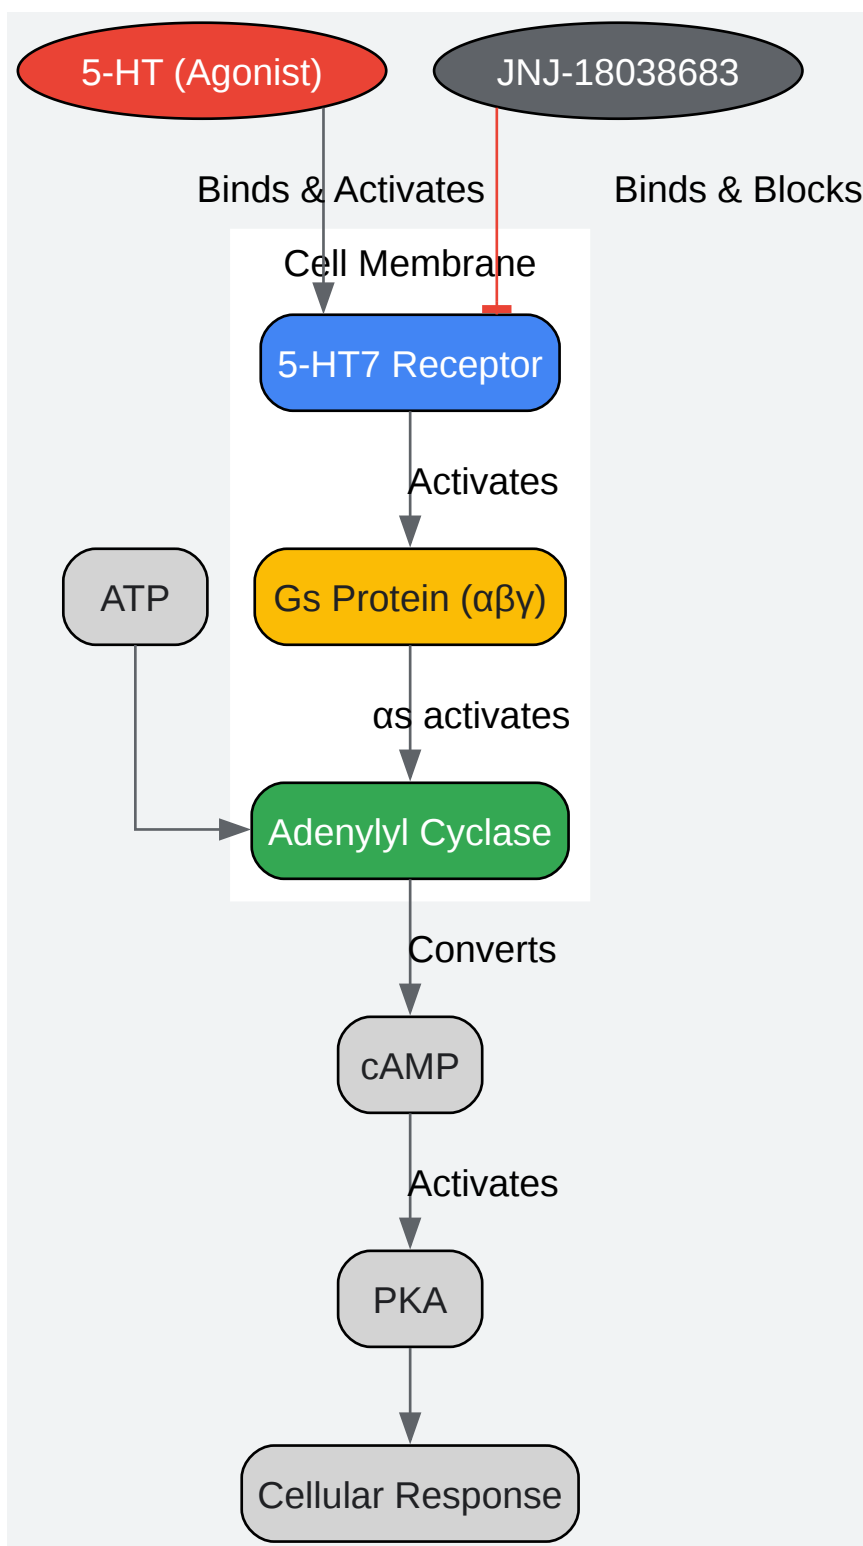 5-HT (Agonist)
JNJ-18038683
Binds & Activates
Binds & Blocks
Cell Membrane
5-HT7 Receptor
Activates
ATP
Gs Protein (αβγ)
αs activates
Adenylyl Cyclase
Converts
cAMP
Activates
PKA
Cellular Response